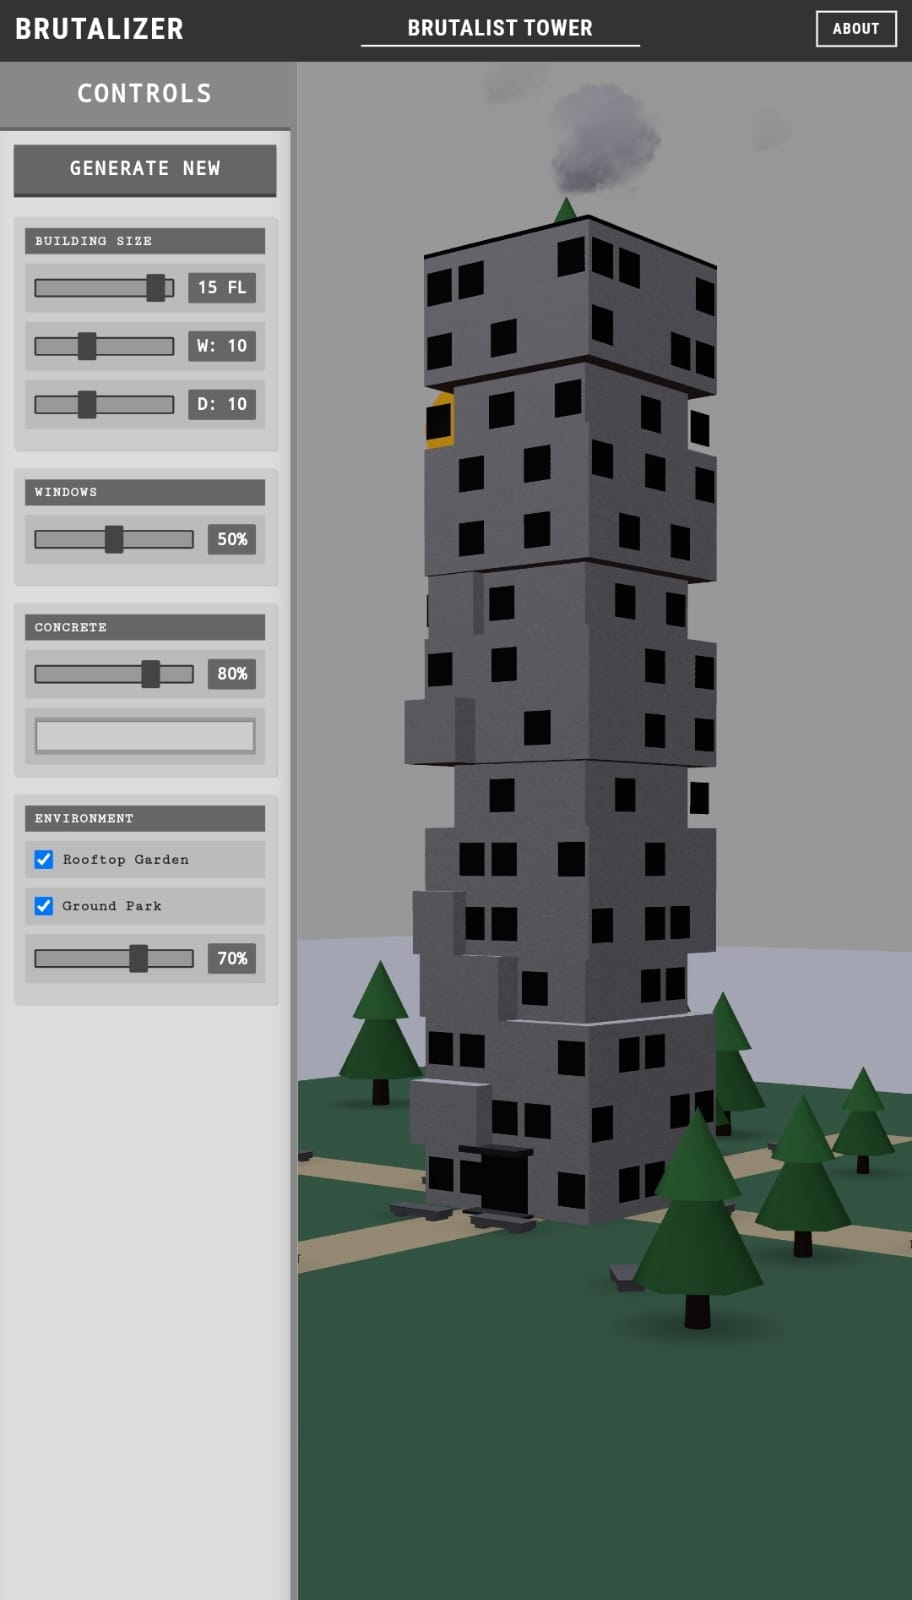 BRUTALIZER
BRUTALIST TOWER
ABOUT
CONTROLS
GENERATE NEW
BUILDING SIZE
15 FL
W: 10
D: 10
WINDOWS
50%
CONCRETE
80%
ENVIRONMENT
Rooftop Garden
Ground Park
70%